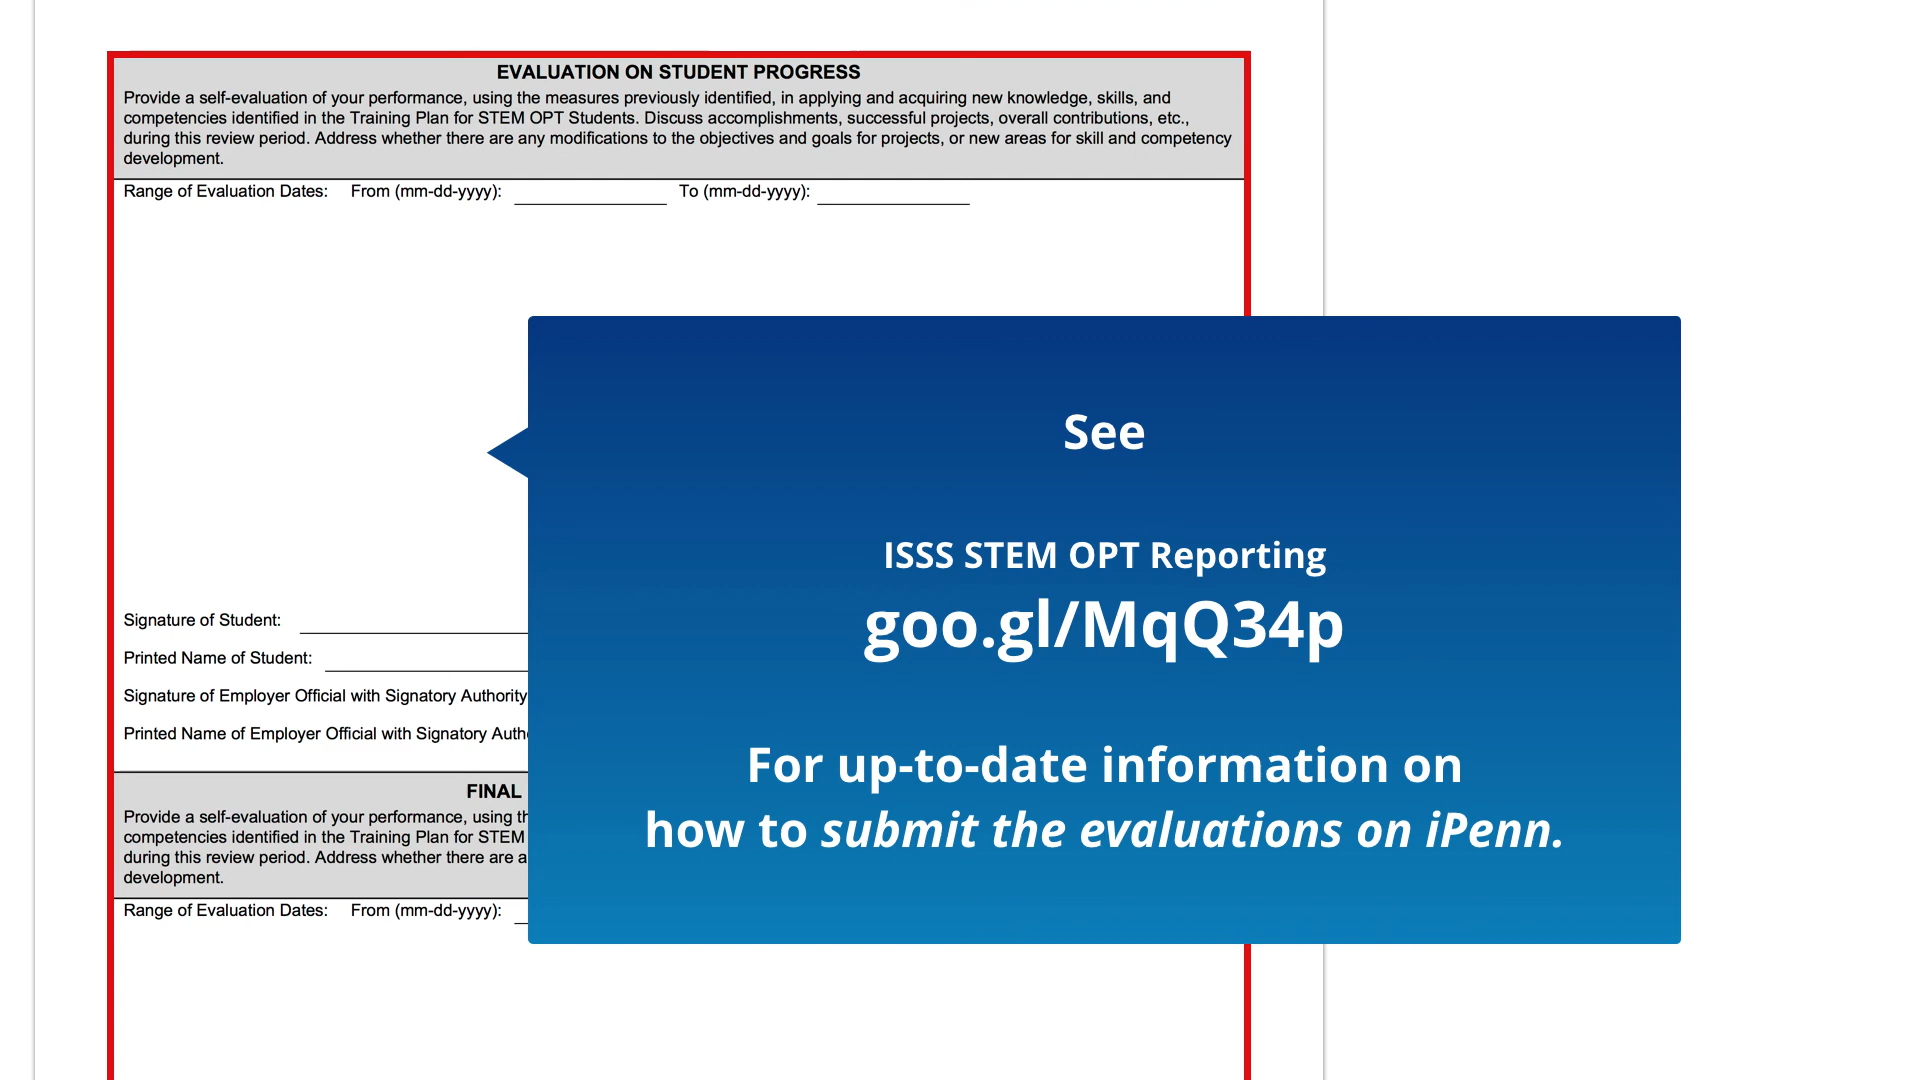 EVALUATION ON STUDENT PROGRESS
Provide a self-evaluation of your performance, using the measures previously identified, in applying and acquiring new knowledge, skills, and
competencies identified in the Training Plan for STEM OPT Students. Discuss accomplishments, successful projects, overall contributions, etc.,
during this review period. Address whether there are any modifications to the objectives and goals for projects, or new areas for skill and competency
development.
Range of Evaluation Dates: From (mm-dd-yyyy): To (mm-dd-yyyy):
Signature of Student:
Printed Name of Student:
Signature of Employer Official with Signatory Authority
Printed Name of Employer Official with Signatory
FINAL
Provide a self-evaluation of your performance, using
competencies identified in the Training Plan for STEM
during this review period. Address whether there are
development.
Range of Evaluation Dates: From (mm-dd-yyyy):
See
ISSS STEM OPT Reporting
goo.gl/MqQ34p
For up-to-date information on
how to submit the evaluations on iPenn.